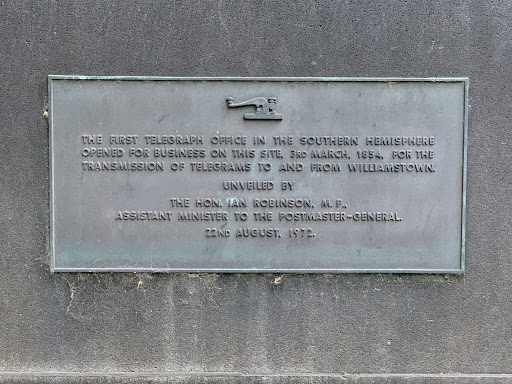 THE FIRST TELEGRAPH OFFICE IN THE SOUTHERN HEMISPHERE
OPENED FOR BUSINESS ON THIS SITE, 3RD MARCH, 1854, FOR THE
TRANSMISSION OF TELEGRAMS TO AND FROM WILLIAMSTOWN.
UNVEILED BY
THE HON. IAN ROBINSON, M.P.,
ASSISTANT MINISTER TO THE POSTMASTER-GENERAL.
22ND AUGUST, 1972.